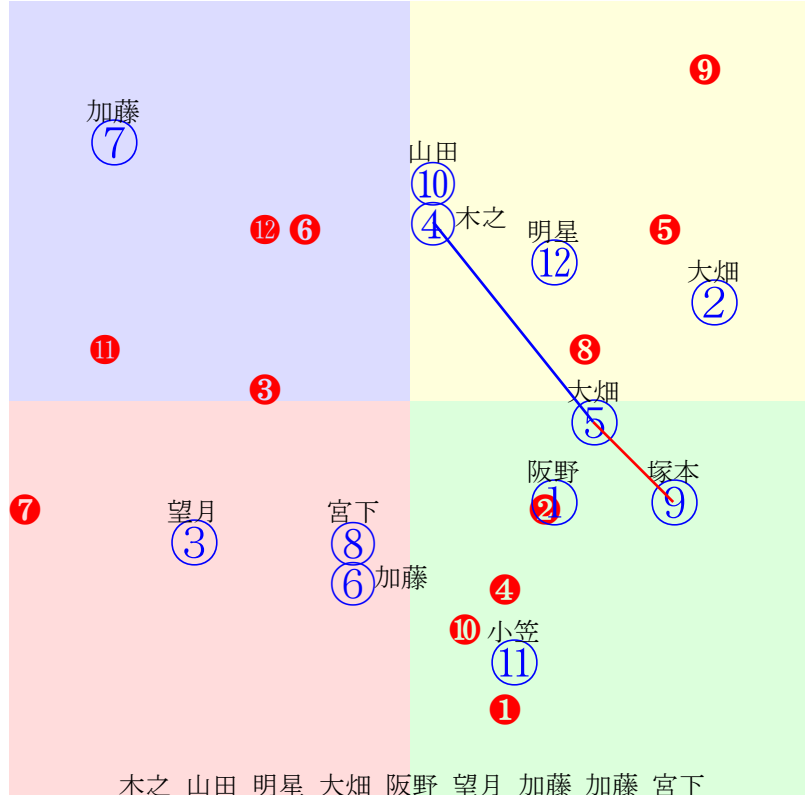 ❾
加藤
⑦
山田
⑩
④ 木之
⓬ ❻
明星
❺
⑫
大畑
②
⓫
❽
❸
大畑
⑤
阪野
塚本
①
❷
⑨
❼
望月
③
宮下
⑧
⑥ 加藤
❹
❿
小笠
⑪
❶
木之 山田 明星 大畑 阪野 望月 加藤 加藤 宮下